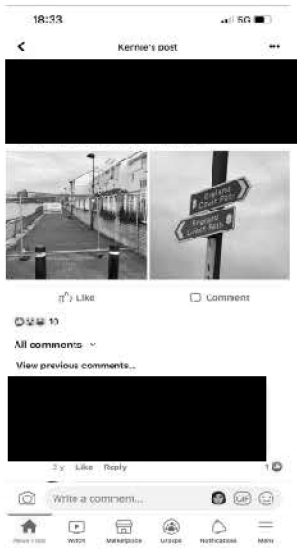 18:33
5G
Kernie's post
England
Coast Path
England
Coast Path
Like
Comment
10
All comments
View previous comments...
2 y Like Reply
1
Write a comment...
GIF
Watch
Marketplace
Groups
Notifications
Menu